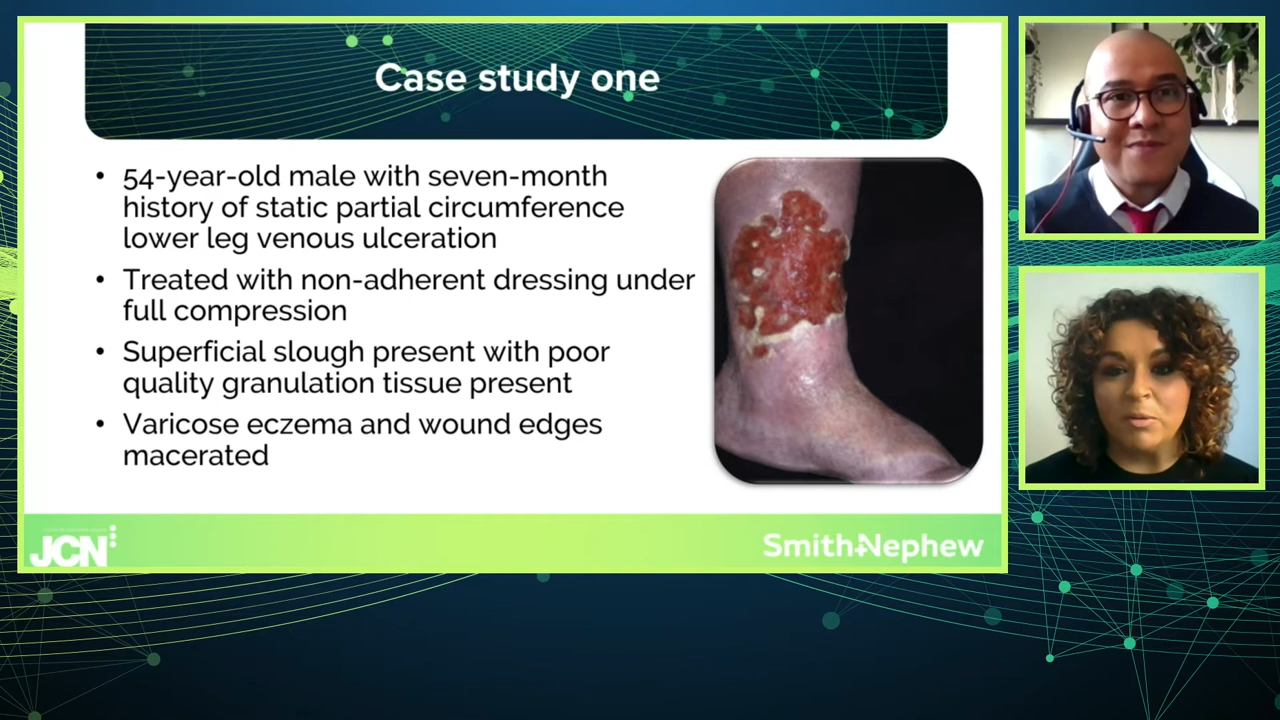 Case study one
• 54-year-old male with seven-month
history of static partial circumference
lower leg venous ulceration
• Treated with non-adherent dressing under
full compression
• Superficial slough present with poor
quality granulation tissue present
• Varicose eczema and wound edges
macerated
JCN
Smith+Nephew